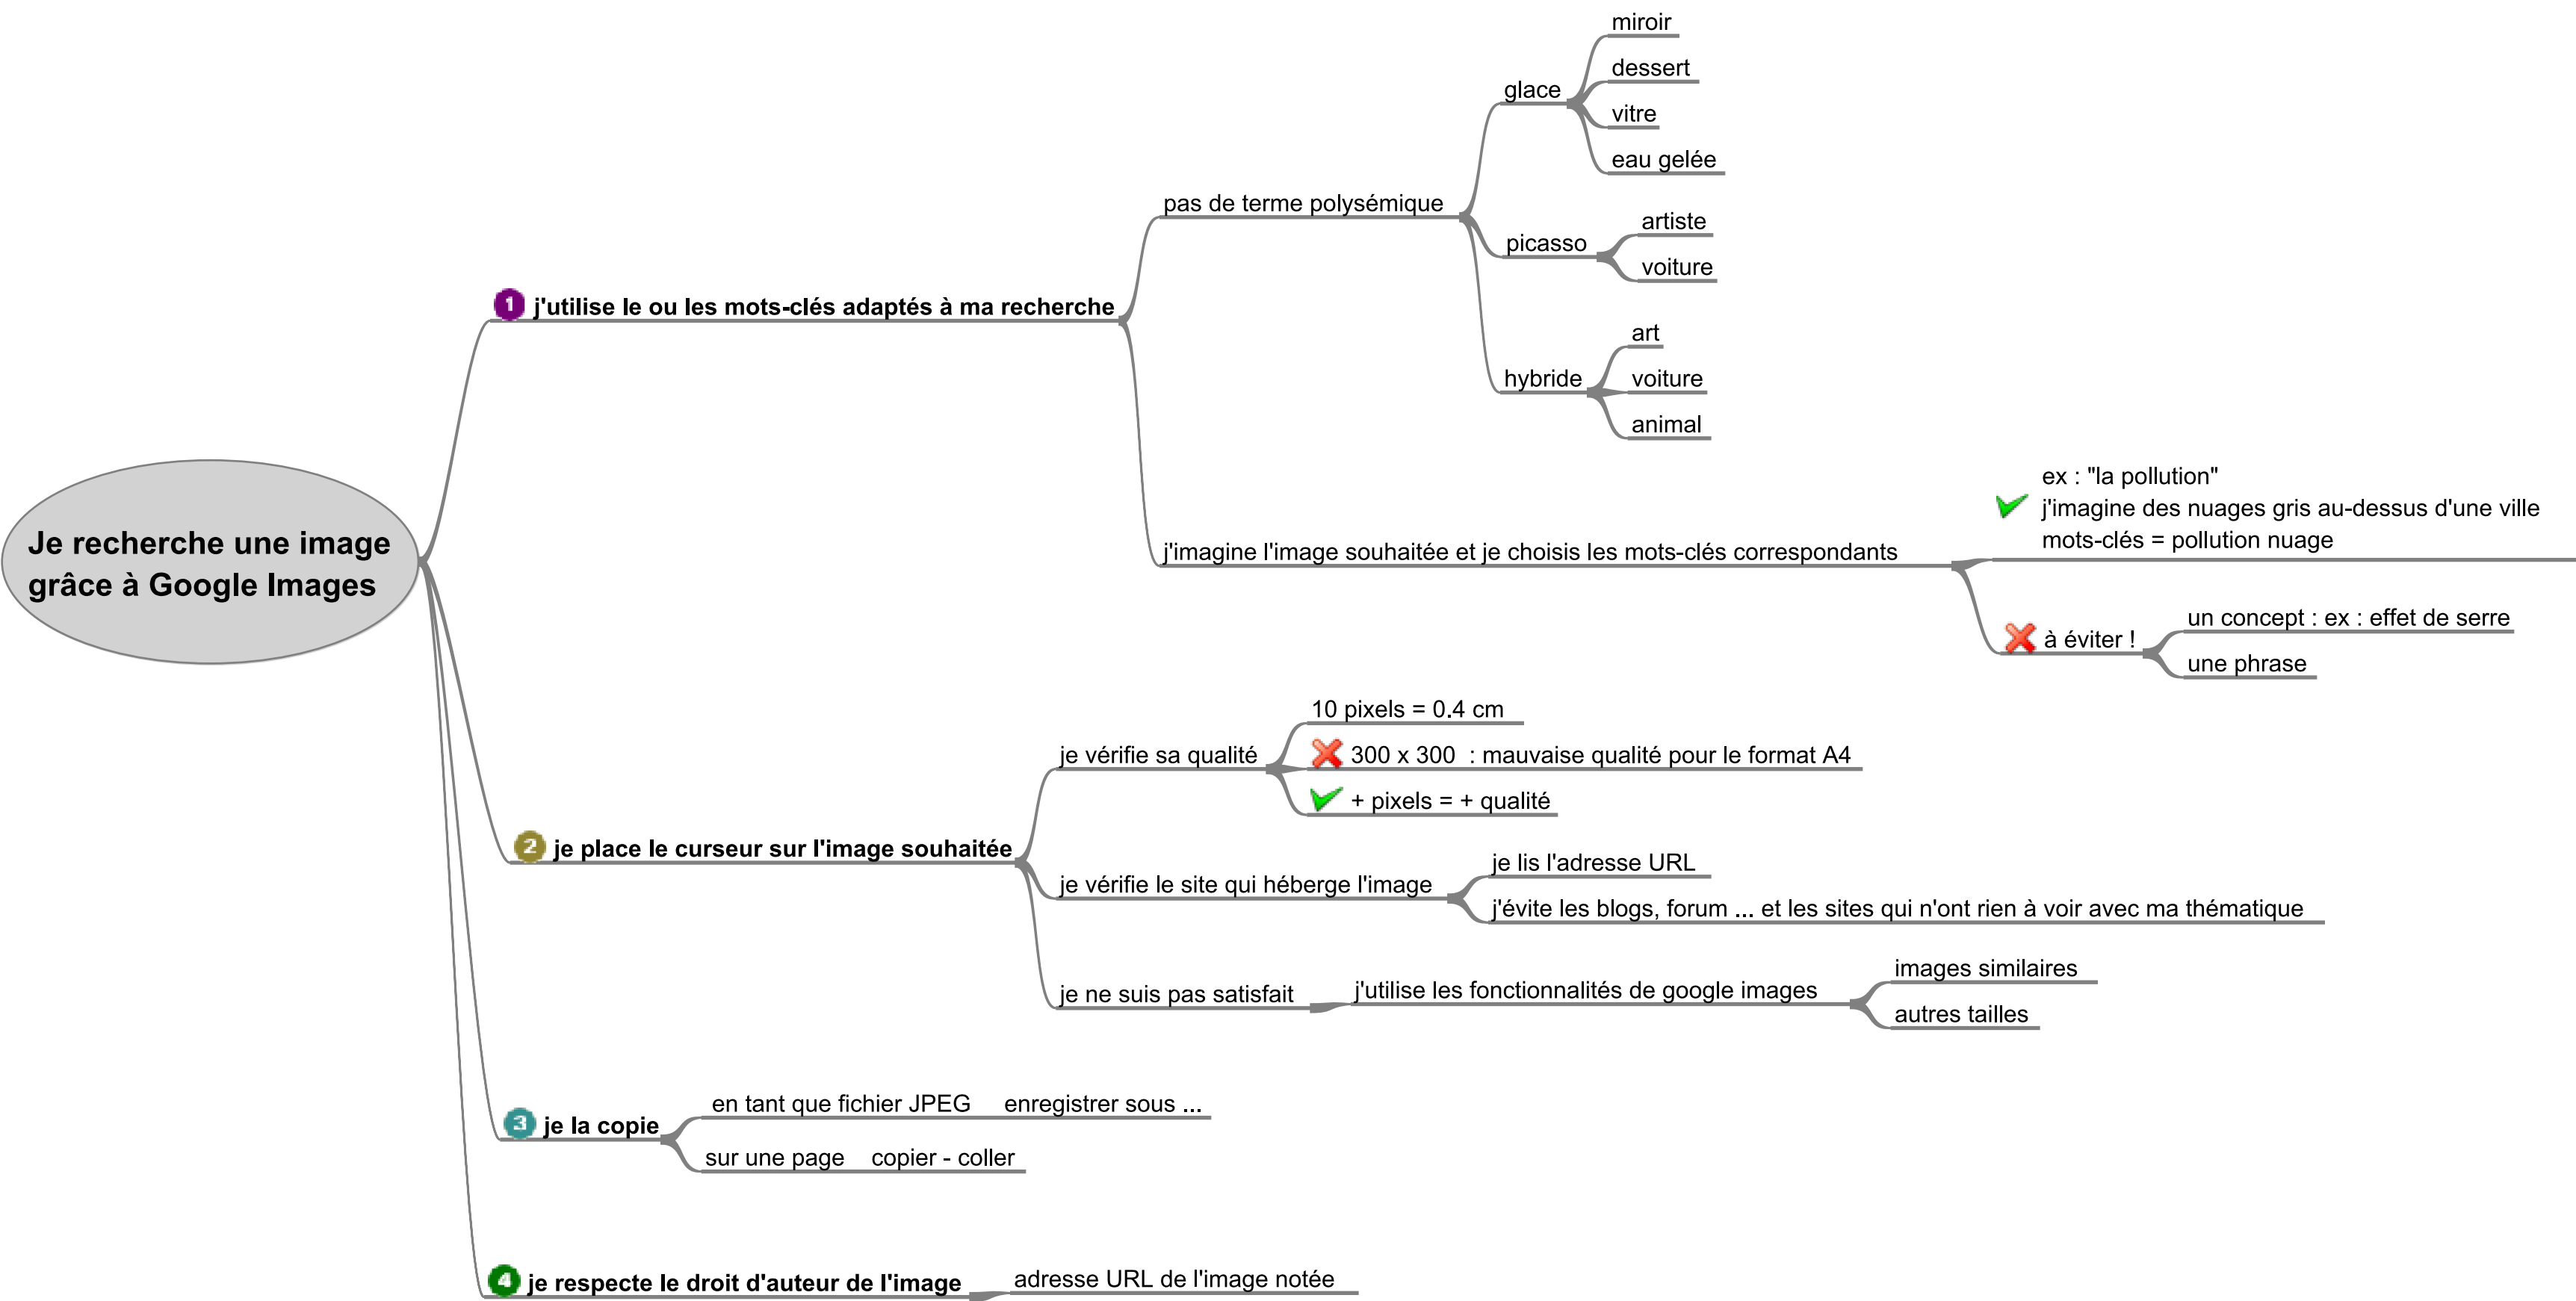 Je recherche une image
grâce à Google Images
1 j'utilise le ou les mots-clés adaptés à ma recherche
pas de terme polysémique
glace
miroir
dessert
vitre
eau gelée
picasso
artiste
voiture
hybride
art
voiture
animal
j'imagine l'image souhaitée et je choisis les mots-clés correspondants
ex : "la pollution"
j'imagine des nuages gris au-dessus d'une ville
mots-clés = pollution nuage
à éviter !
un concept : ex : effet de serre
une phrase
2 je place le curseur sur l'image souhaitée
je vérifie sa qualité
10 pixels = 0.4 cm
300 x 300  : mauvaise qualité pour le format A4
+ pixels = + qualité
je vérifie le site qui héberge l'image
je lis l'adresse URL
j'évite les blogs, forum ... et les sites qui n'ont rien à voir avec ma thématique
je ne suis pas satisfait
j'utilise les fonctionnalités de google images
images similaires
autres tailles
3 je la copie
en tant que fichier JPEG     enregistrer sous ...
sur une page    copier - coller
4 je respecte le droit d'auteur de l'image
adresse URL de l'image notée